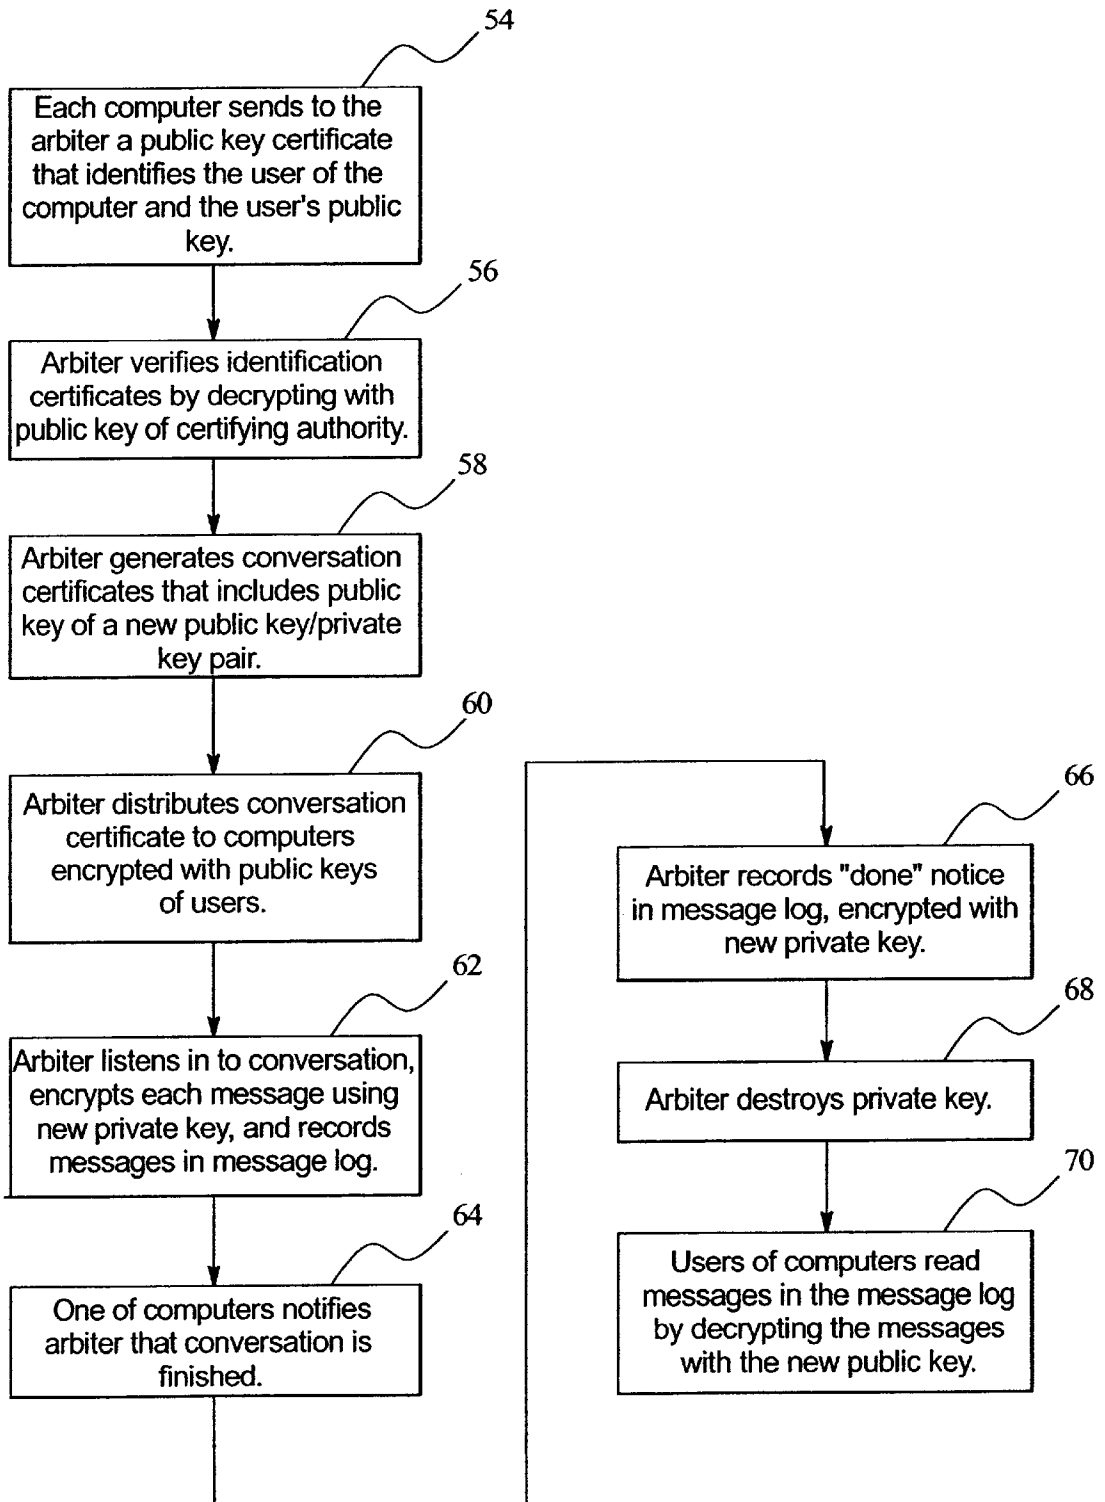 54
Each computer sends to the
arbiter a public key certificate
that identifies the user of the
computer and the user's public
key.
56
Arbiter verifies identification
certificates by decrypting with
public key of certifying authority.
58
Arbiter generates conversation
certificates that includes public
key of a new public key/private
key pair.
60
Arbiter distributes conversation
certificate to computers
encrypted with public keys
of users.
62
Arbiter listens in to conversation,
encrypts each message using
new private key, and records
messages in message log.
64
One of computers notifies
arbiter that conversation is
finished.
66
Arbiter records "done" notice
in message log, encrypted with
new private key.
68
Arbiter destroys private key.
70
Users of computers read
messages in the message log
by decrypting the messages
with the new public key.